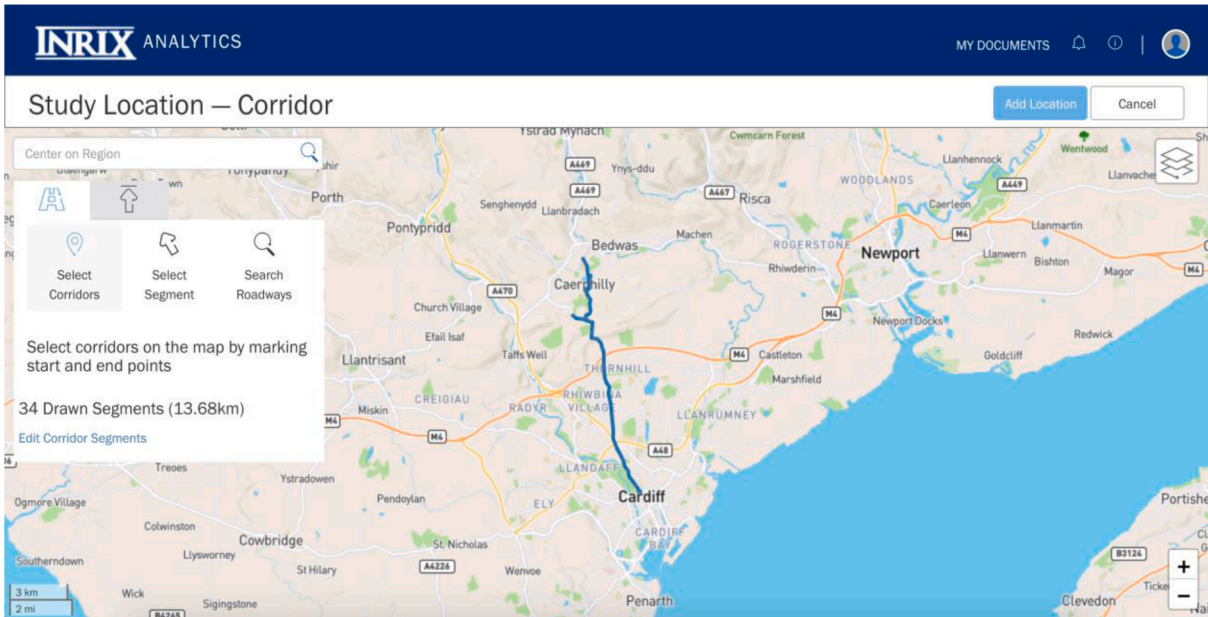 INRIX ANALYTICS
MY DOCUMENTS
Study Location — Corridor
Add Location
Cancel
Center on Region
Select Corridors
Select Segment
Search Roadways
Select corridors on the map by marking
start and end points
34 Drawn Segments (13.68km)
Edit Corridor Segments
Ystrad Mynach
Cwmcarn Forest
Wentwood
A469
Ynys-ddu
Llanhennock
A449
Llanvaches
WOODLANDS
Porth
A469
A467
Risca
Senghenydd
Llanbradach
Caerleon
Pontypridd
Machen
Llanmartin
M4
Bedwas
ROGERSTONE
Newport
Llanwern
Bishton
Magor
M4
Rhiwderin
A470
Caerphilly
Church Village
M4
Newport Docks
Redwick
Efail Isaf
Llantrisant
Taffs Well
M4
Castleton
Goldcliff
THORNHILL
Marshfield
CREIGIAU
RHIWBINA VILLAGE
RADYR
LLANRUMNEY
Miskin
M4
M4
A48
LLANDAFF
Treoes
Ystradowen
Ogmore Village
Pendoylan
ELY
Cardiff
Colwinston
Cowbridge
CARDIFF BAY
Llysworney
St. Nicholas
Southerndown
St Hilary
A4226
Wenvoe
B3124
3 km
2 mi
Wick
Sigingstone
Penarth
Clevedon
B4265
+
−